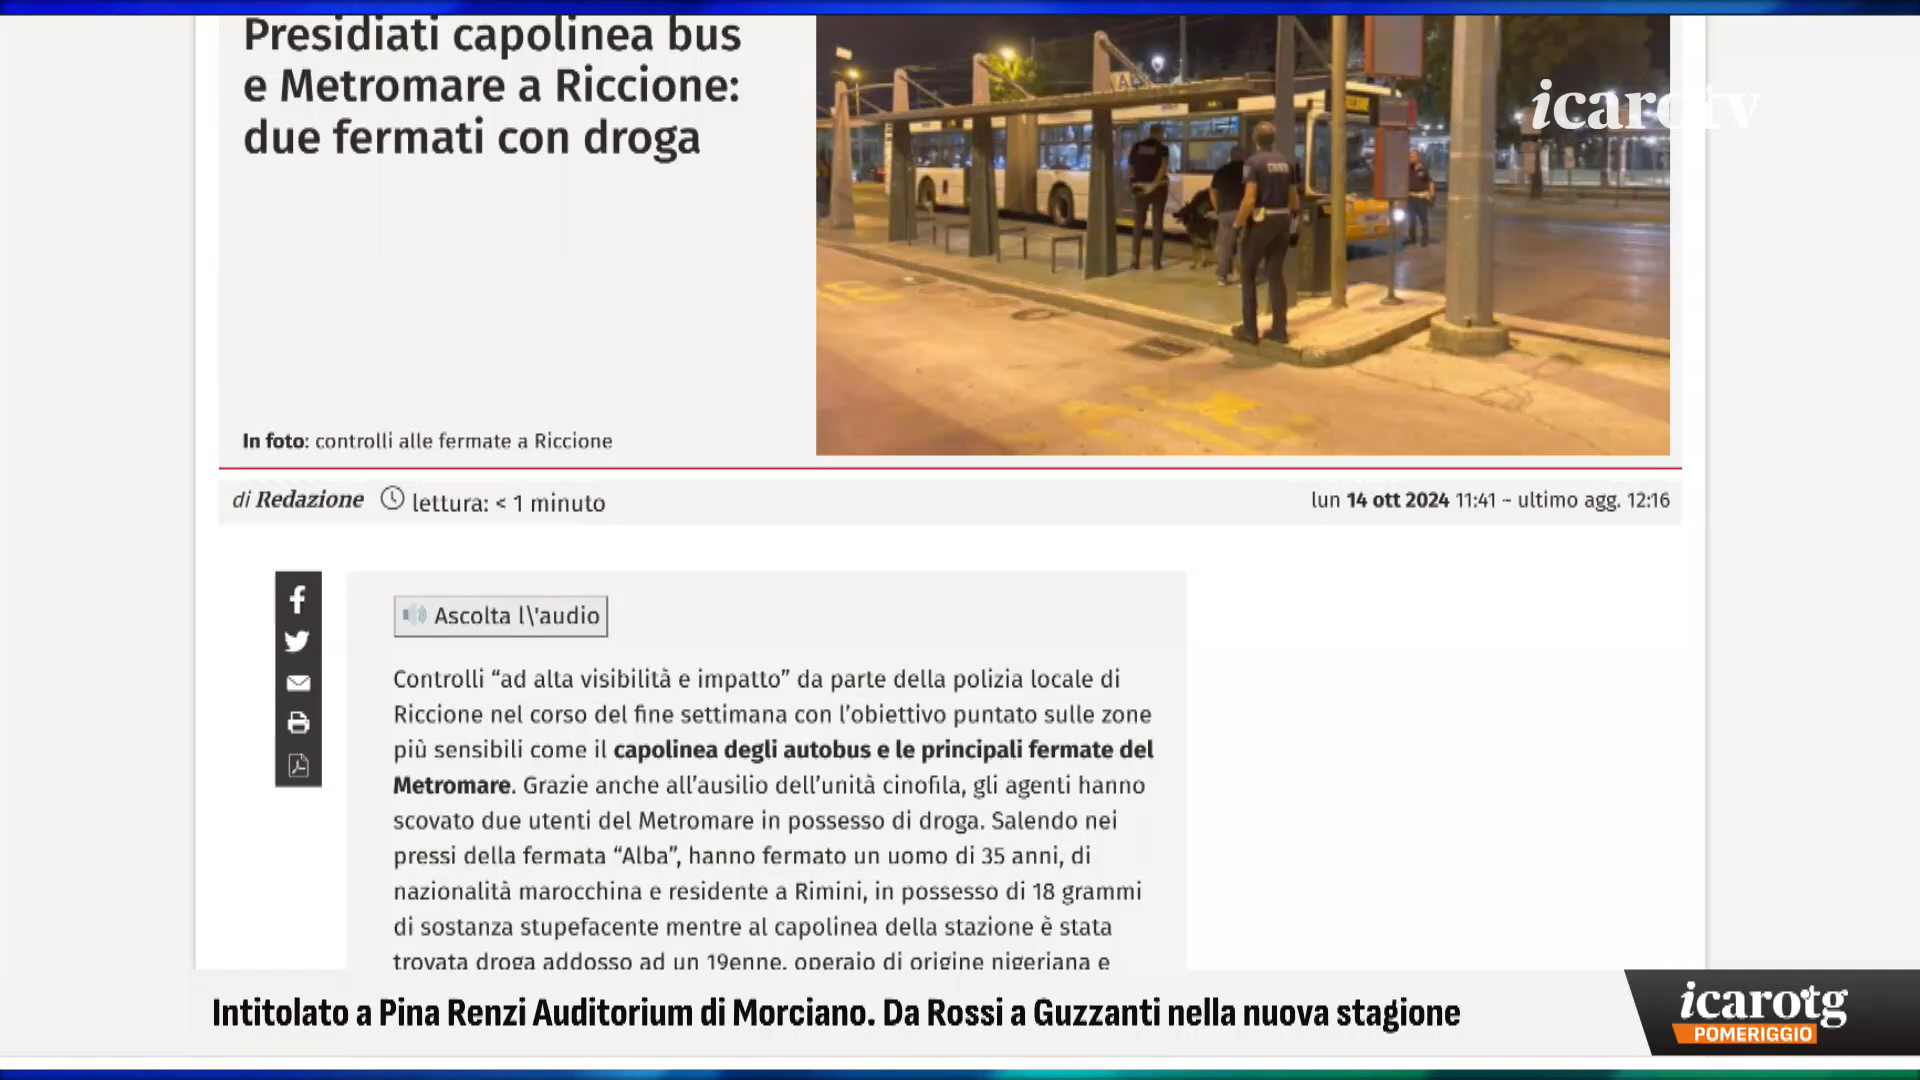 Presidiati capolinea bus
e Metromare a Riccione:
due fermati con droga
icarotv
In foto: controlli alle fermate a Riccione
di Redazione lettura: < 1 minuto
lun 14 ott 2024 11:41 - ultimo agg. 12:16
Ascolta l\'audio
Controlli “ad alta visibilità e impatto” da parte della polizia locale di
Riccione nel corso del fine settimana con l’obiettivo puntato sulle zone
più sensibili come il capolinea degli autobus e le principali fermate del
Metromare. Grazie anche all’ausilio dell’unità cinofila, gli agenti hanno
scovato due utenti del Metromare in possesso di droga. Salendo nei
pressi della fermata “Alba”, hanno fermato un uomo di 35 anni, di
nazionalità marocchina e residente a Rimini, in possesso di 18 grammi
di sostanza stupefacente mentre al capolinea della stazione è stata
trovata droga addosso ad un 19enne, operaio di origine nigeriana e
Intitolato a Pina Renzi Auditorium di Morciano. Da Rossi a Guzzanti nella nuova stagione
icarotg
POMERIGGIO